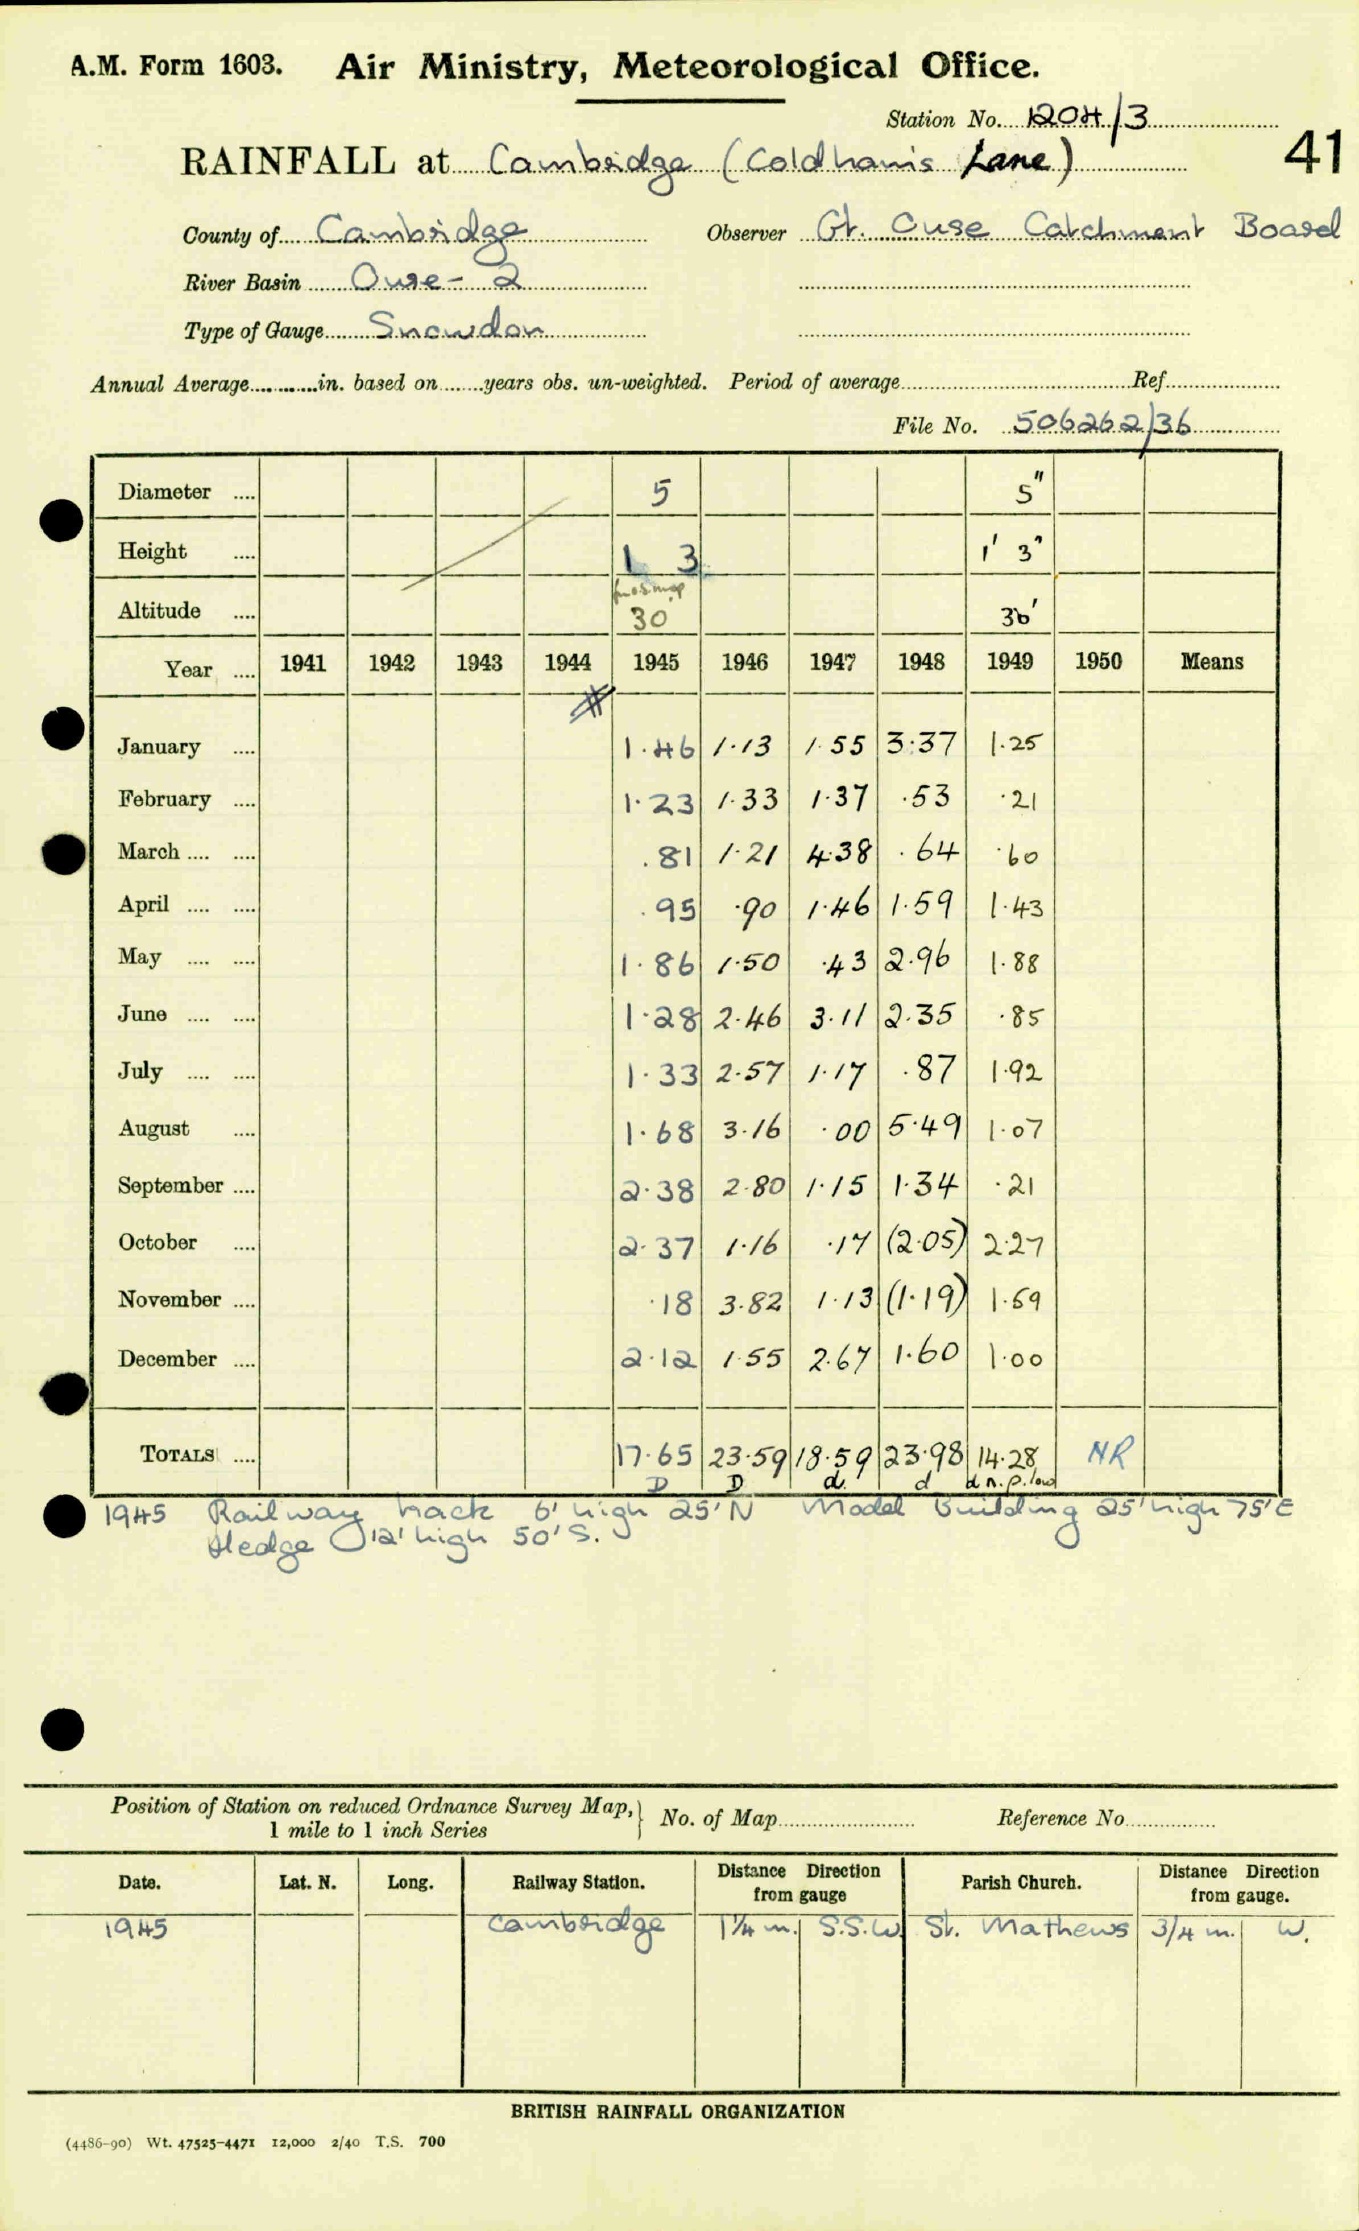 A.M. Form 1603. Air Ministry, Meteorological Office.
Station No. 1204/3
41
RAINFALL at Cambridge (Coldham's Lane)
County of Cambridge Observer Gt. Ouse Catchment Board
River Basin Ouse - 2
Type of Gauge Snowdon
Annual Average in. based on years obs. un-weighted. Period of average Ref.
File No. 506262/36
Diameter 5 5"
Height 1 3 1' 3"
Altitude 30 30'
Year 1941 1942 1943 1944 1945 1946 1947 1948 1949 1950 Means
January 1.46 1.13 1.55 3.37 1.25
February 1.23 1.33 1.37 .53 .21
March .81 1.21 4.38 .64 .60
April .95 .90 1.46 1.59 1.43
May 1.86 1.50 .43 2.96 1.88
June 1.28 2.46 3.11 2.35 .85
July 1.33 2.57 1.17 .87 1.92
August 1.68 3.16 .00 5.49 1.07
September 2.38 2.80 1.15 1.34 .21
October 2.37 1.16 .17 (2.05) 2.27
November .18 3.82 1.13 (1.19) 1.59
December 2.12 1.55 2.67 1.60 1.00
TOTALS 17.65 23.59 18.59 23.98 14.28 NR
D D d d d n.p. low
1945 Railway track 6' high 25' N Model Building 25' high 75' E
Hedge 12' high 50' S.
Position of Station on reduced Ordnance Survey Map, } No. of Map Reference No.
1 mile to 1 inch Series
Date. Lat. N. Long. Railway Station. Distance Direction from gauge Parish Church. Distance Direction from gauge.
1945 Cambridge 1 1/4 m. S.S.W. St. Mathews 3/4 m. W.
BRITISH RAINFALL ORGANIZATION
(4486-90) Wt. 47525-4471 12,000 2/40 T.S. 700